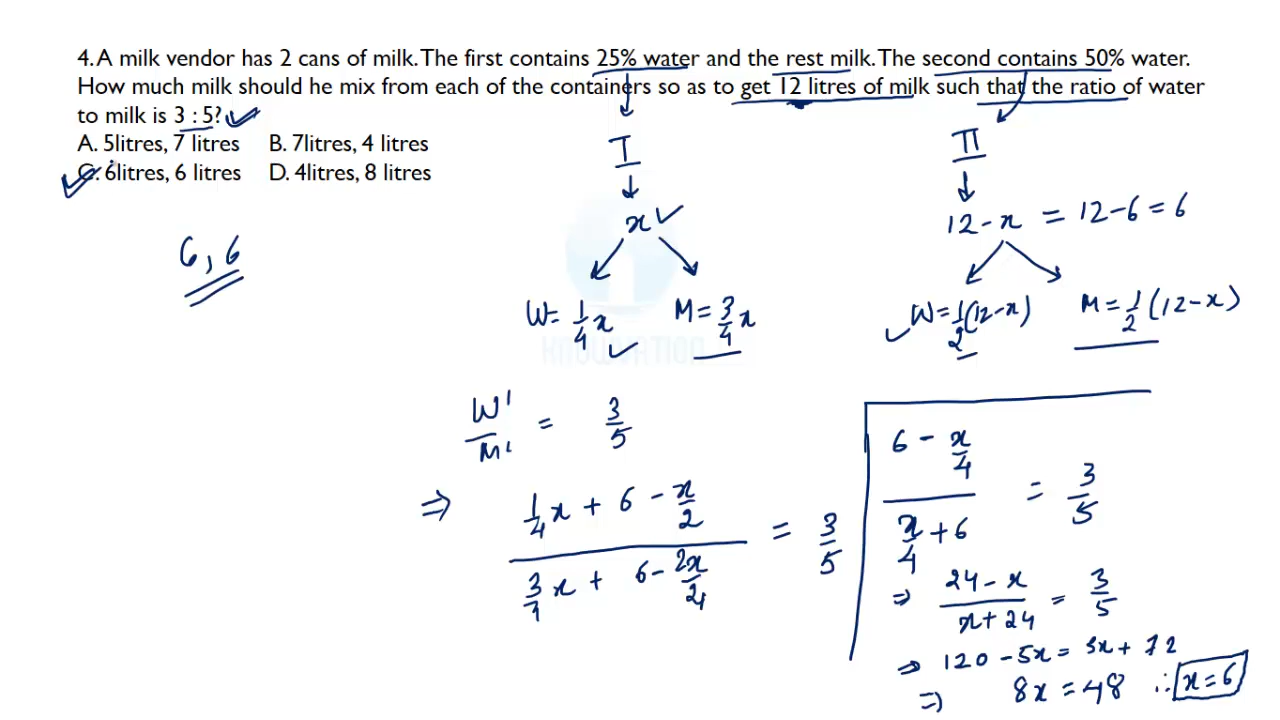 4.A milk vendor has 2 cans of milk. The first contains 25% water and the rest milk. The second contains 50% water.
How much milk should he mix from each of the containers so as to get 12 litres of milk such that the ratio of water
to milk is 3 : 5?
A. 5litres, 7 litres B. 7litres, 4 litres
C. 6litres, 6 litres D. 4litres, 8 litres
6, 6
I
II
x
12 - x = 12 - 6 = 6
W = 1/4 x M = 3/4 x
W = 1/2 (12 - x) M = 1/2 (12 - x)
KNOWVATION
W' / M' = 3/5
⇒ (1/4 x + 6 - x/2) / (3/4 x + 6 - 2x/4) = 3/5
(6 - x/4) / (x/4 + 6) = 3/5
⇒ (24 - x) / (x + 24) = 3/5
⇒ 120 - 5x = 3x + 72
⇒ 8x = 48 ∴ x = 6